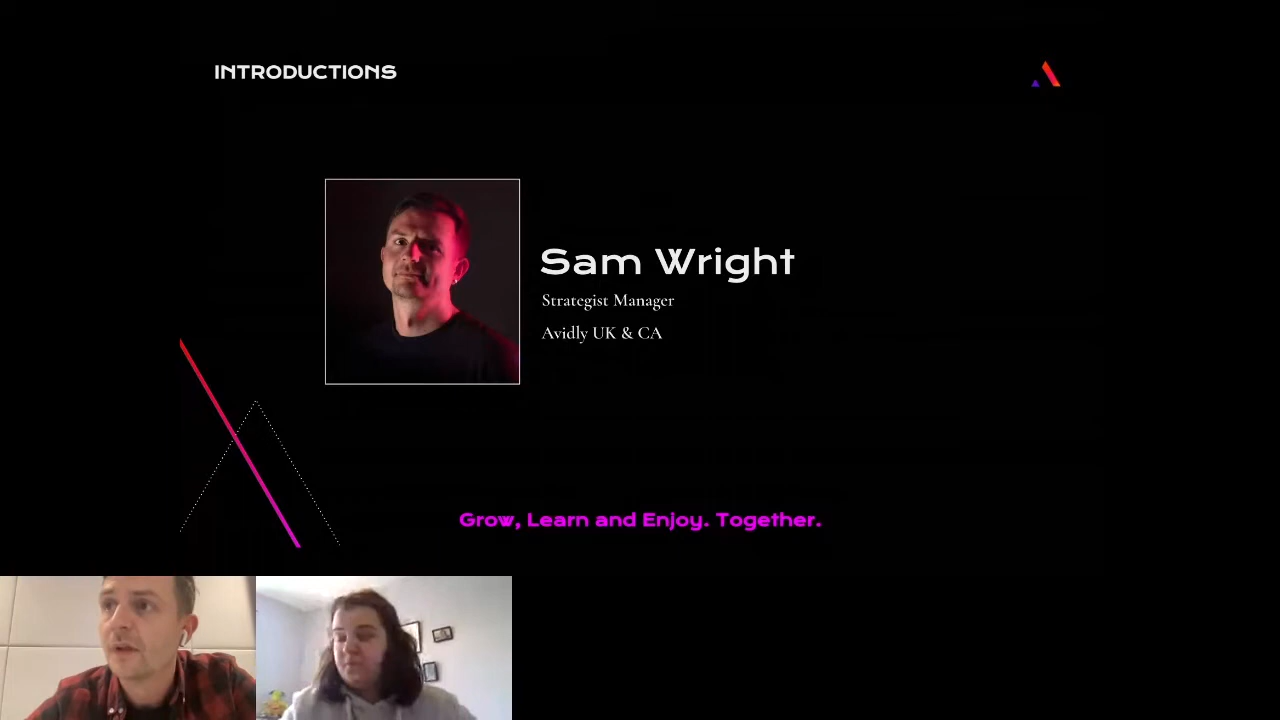 INTRODUCTIONS
Sam Wright
Strategist Manager
Avidly UK & CA
Grow, Learn and Enjoy. Together.